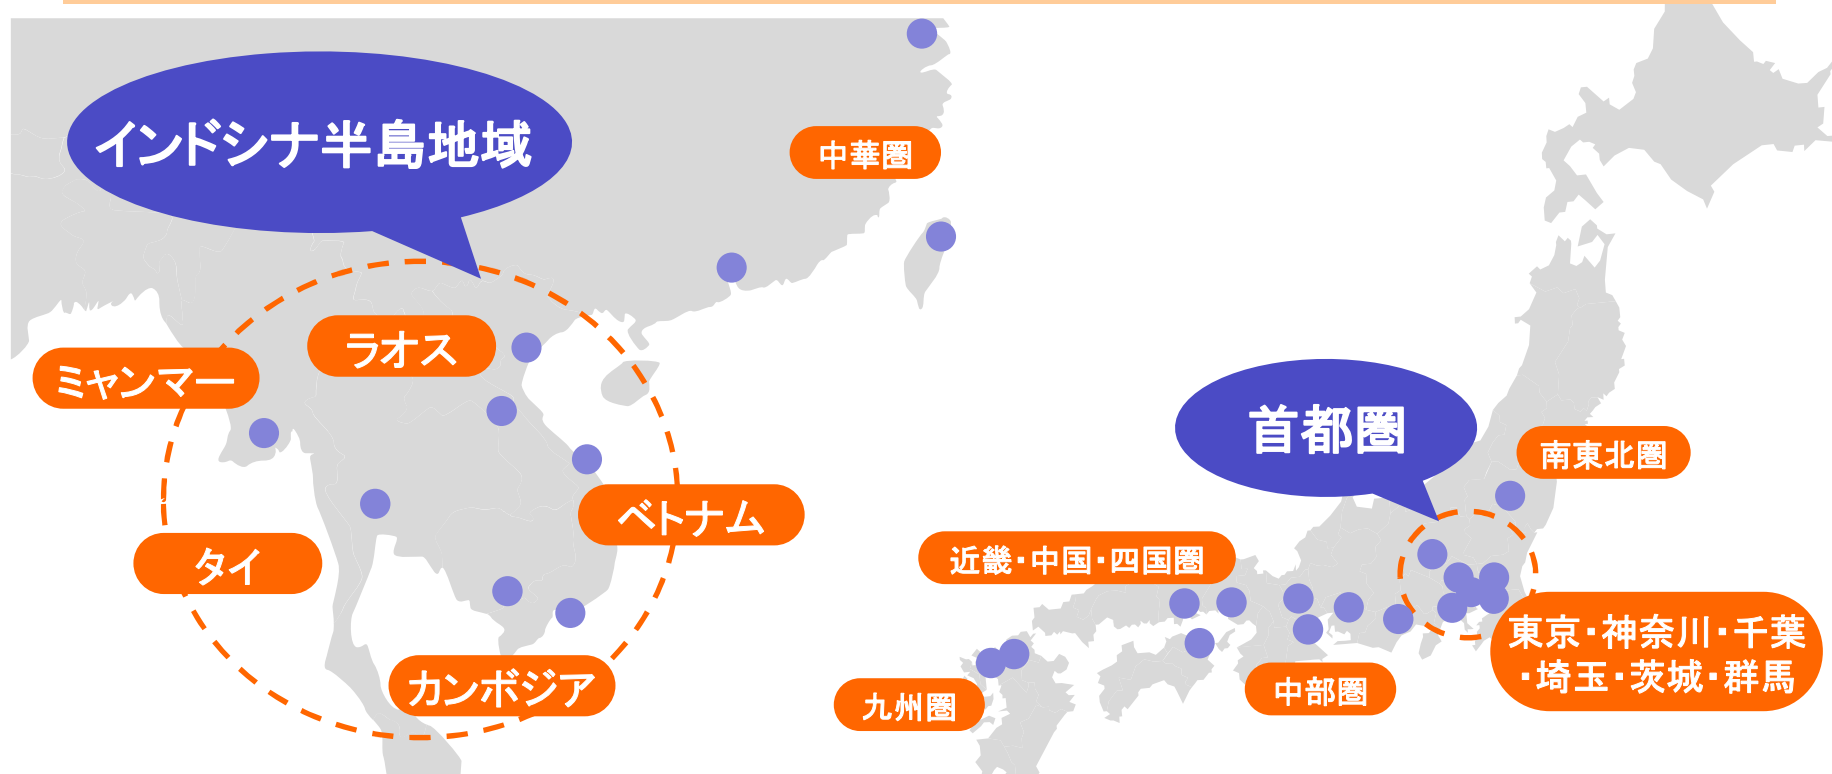 インドシナ半島地域
中華圏
ラオス
ミャンマー
ベトナム
タイ
カンボジア
首都圏
南東北圏
近畿・中国・四国圏
東京・神奈川・千葉
・埼玉・茨城・群馬
中部圏
九州圏